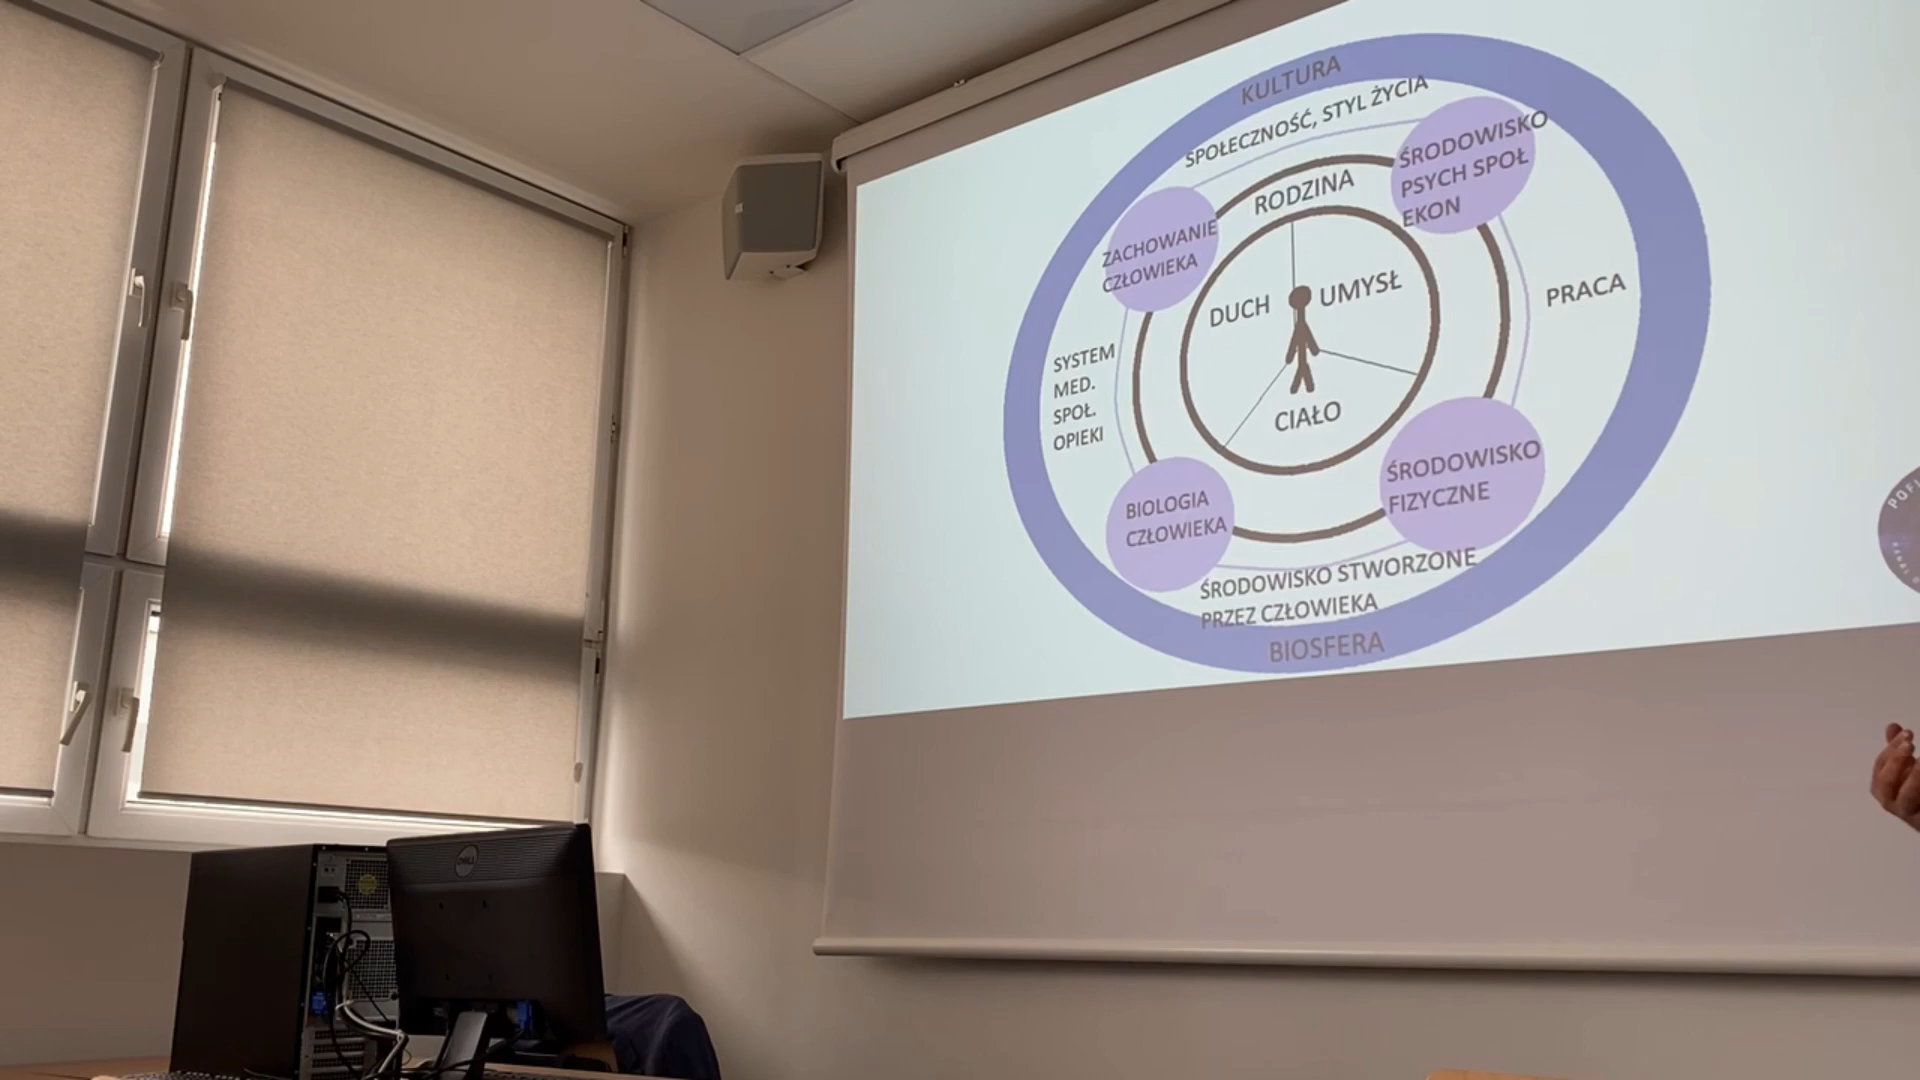 KULTURA
SPOŁECZNOŚĆ, STYL ŻYCIA
ŚRODOWISKO
PSYCH SPOŁ
EKON
RODZINA
ZACHOWANIE
CZŁOWIEKA
DUCH
UMYSŁ
PRACA
SYSTEM
MED.
SPOŁ.
OPIEKI
CIAŁO
ŚRODOWISKO
FIZYCZNE
BIOLOGIA
CZŁOWIEKA
ŚRODOWISKO STWORZONE
PRZEZ CZŁOWIEKA
BIOSFERA
DELL